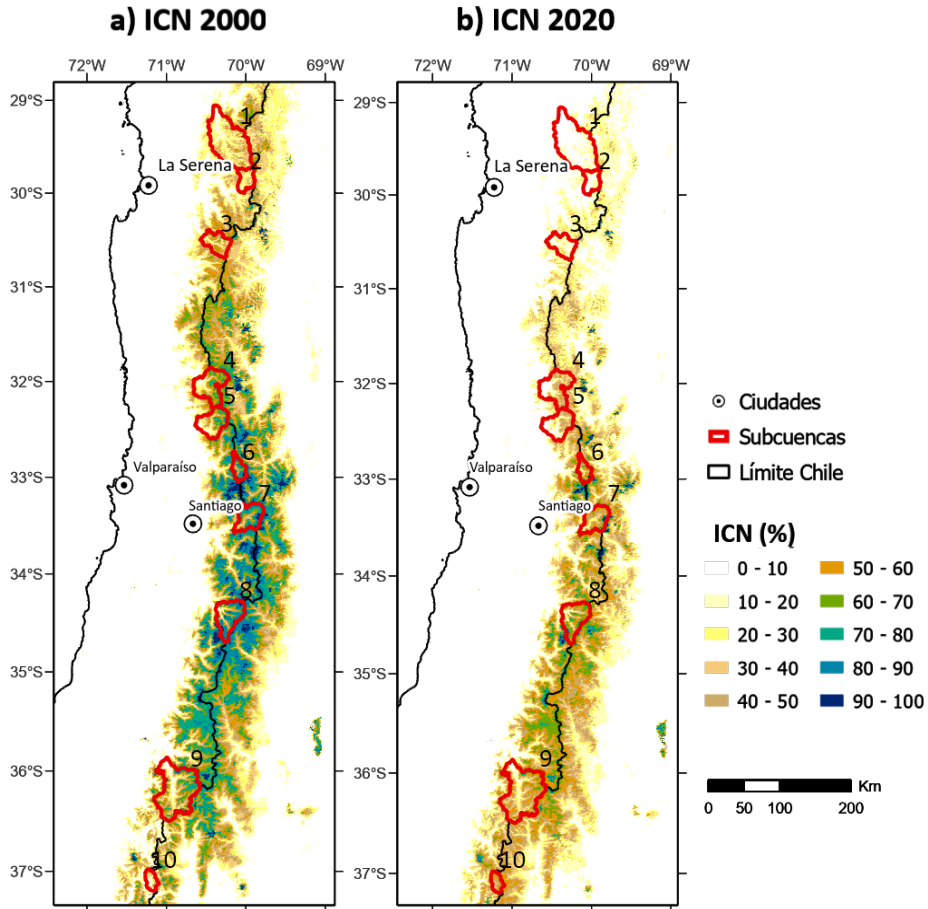 a) ICN 2000
b) ICN 2020
72°W 71°W 70°W 69°W
72°W 71°W 70°W 69°W
29°S
30°S
31°S
32°S
33°S
34°S
35°S
36°S
37°S
1
2
La Serena
3
4
5
6
Valparaíso
7
Santiago
8
9
10
29°S
30°S
31°S
32°S
33°S
34°S
35°S
36°S
37°S
1
2
La Serena
3
4
5
6
Valparaíso
7
Santiago
8
9
10
Ciudades
Subcuencas
Límite Chile
ICN (%)
0 - 10
10 - 20
20 - 30
30 - 40
40 - 50
50 - 60
60 - 70
70 - 80
80 - 90
90 - 100
Km
0 50 100 200